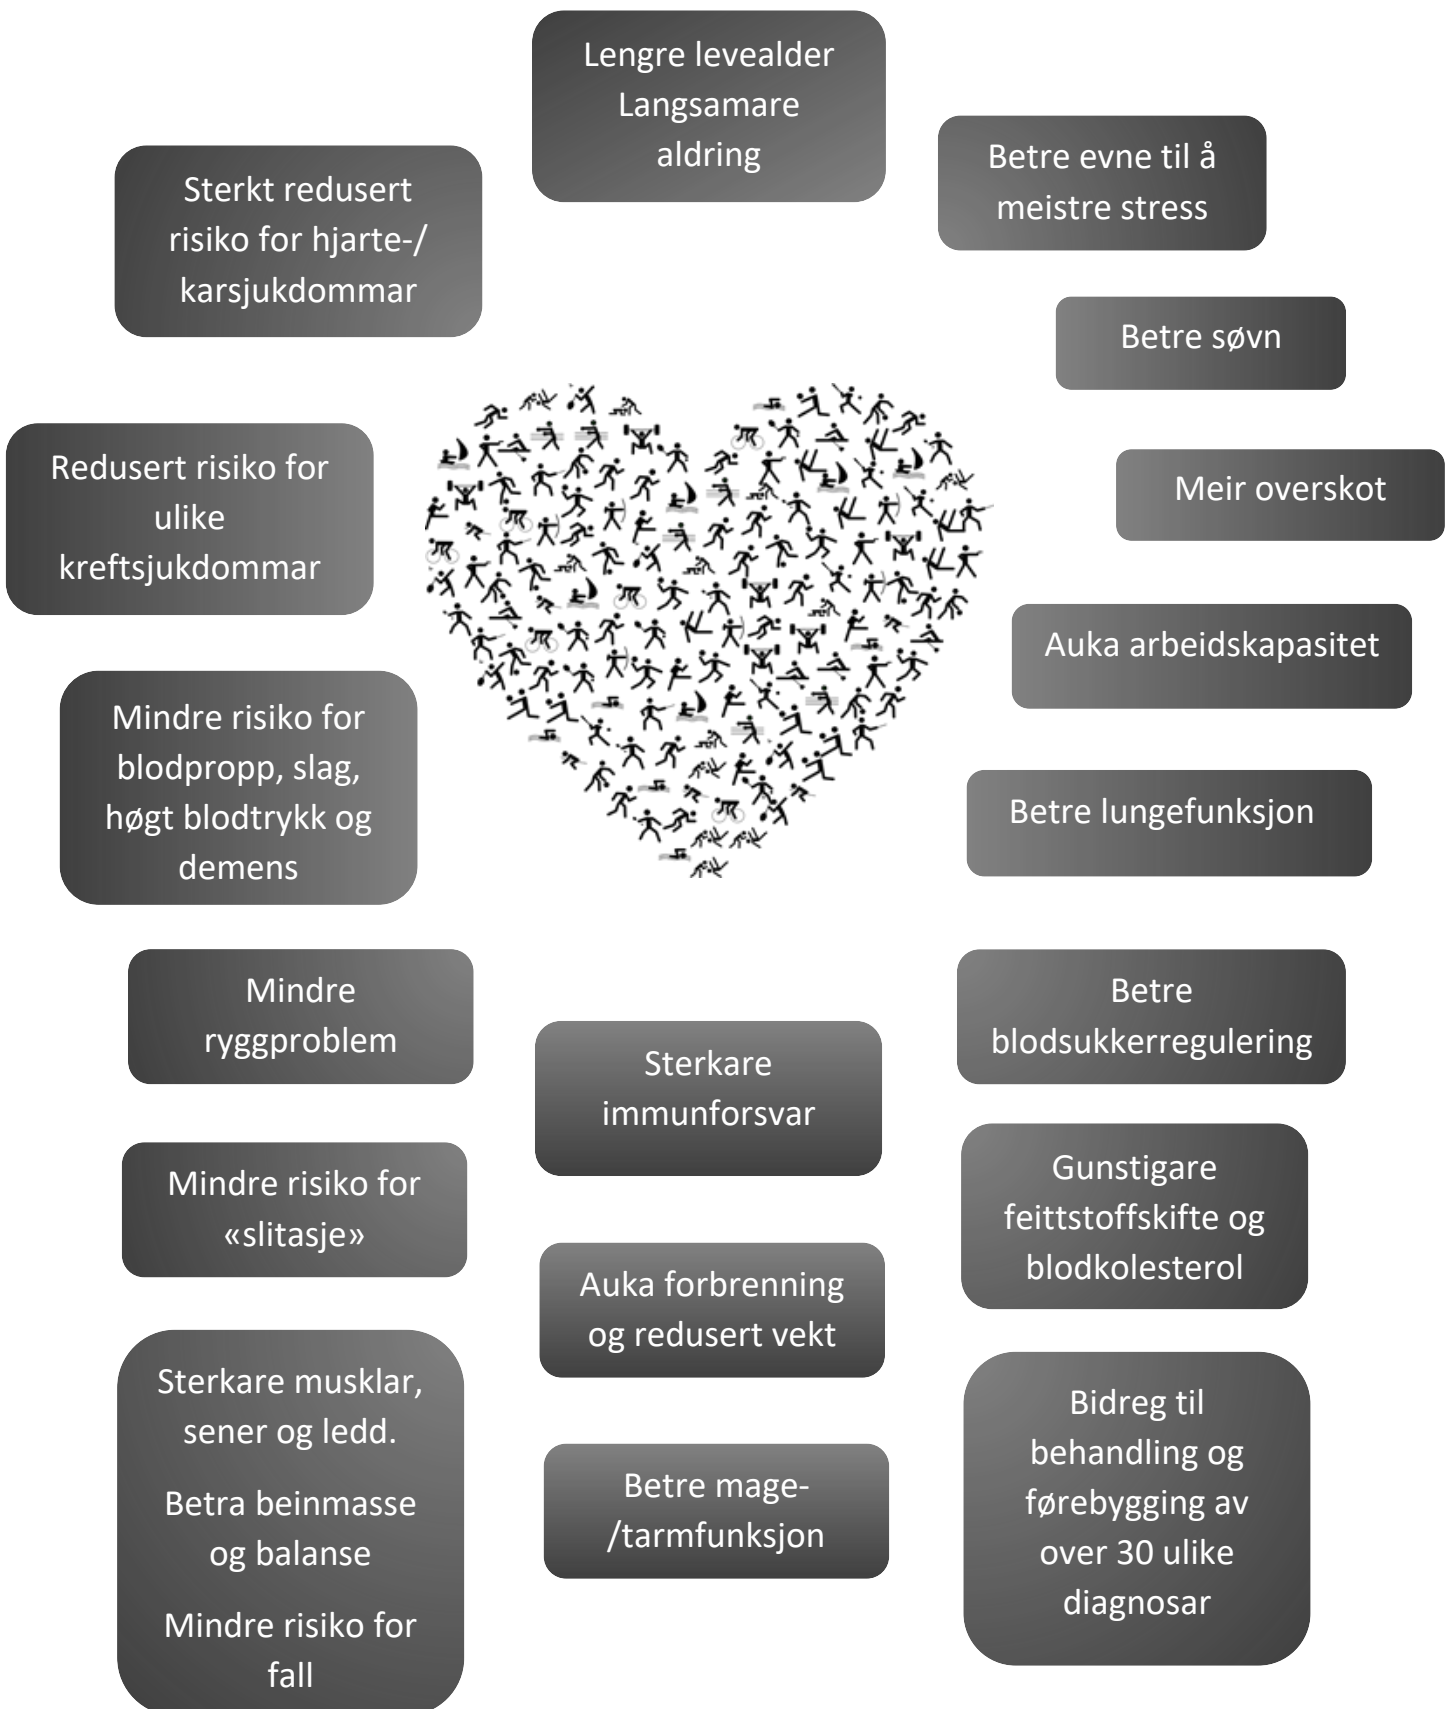 Lengre levealder
Langsamare
aldring
Betre evne til å
meistre stress
Sterkt redusert
risiko for hjarte-/
karsjukdommar
Betre søvn
Redusert risiko for
ulike
kreftsjukdommar
Meir overskot
Auka arbeidskapasitet
Mindre risiko for
blodpropp, slag,
høgt blodtrykk og
demens
Betre lungefunksjon
Mindre
ryggproblem
Betre
blodsukkerregulering
Sterkare
immunforsvar
Mindre risiko for
«slitasje»
Gunstigare
feittstoffskifte og
blodkolesterol
Auka forbrenning
og redusert vekt
Sterkare musklar,
sener og ledd.
Betra beinmasse
og balanse
Mindre risiko for
fall
Betre mage-
/tarmfunksjon
Bidreg til
behandling og
førebygging av
over 30 ulike
diagnosar